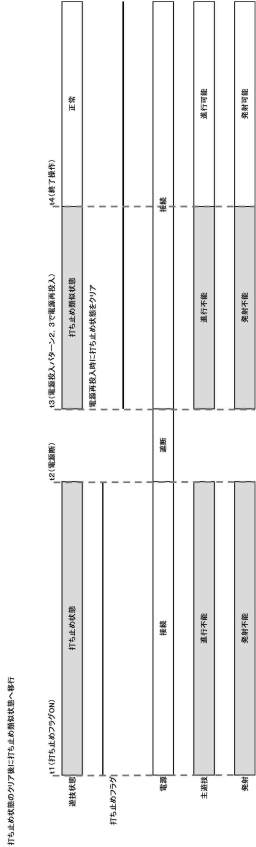 打ち止め状態のクリア後に打ち止め類似状態へ移行
t1(打ち止めフラグON)
t2(電源断)
t3(電源投入パターン2, 3で電源再投入)
t4(終了操作)
遊技状態
打ち止め状態
打ち止め類似状態
正常
打ち止めフラグ
電源再投入時に打ち止め状態をクリア
電源
接続
遮断
接続
主遊技
進行不能
進行不能
進行可能
発射
発射不能
発射不能
発射可能